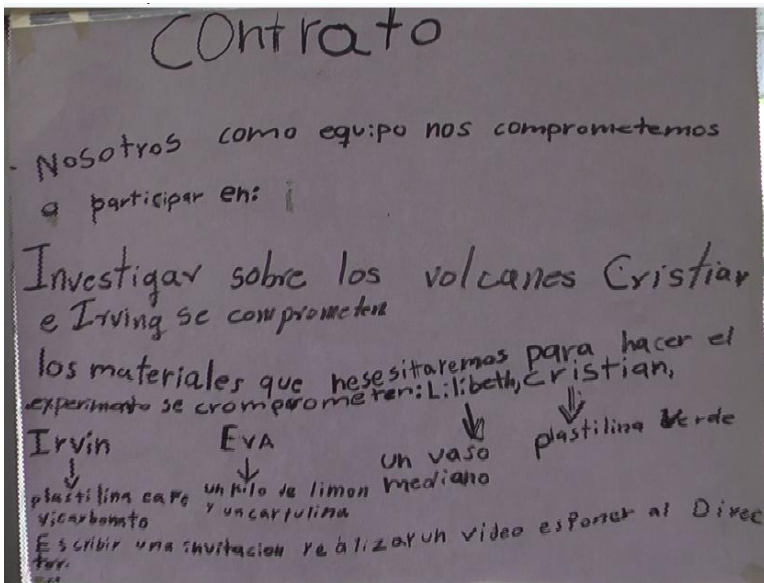 Contrato
- Nosotros como equipo nos comprometemos
a participar en:
Investigar sobre los volcanes Cristian
e Irving se comprometen
los materiales que nesesitaremos para hacer el
experimento se cromprometen: Lilibeth, cristian,
Irvin EvA un vaso mediano plastilina verde
plastilina cafe un kilo de limon
vicarbonato y un cartulina
Escribir una invitacion realizar un video esponer al Direc
tor.